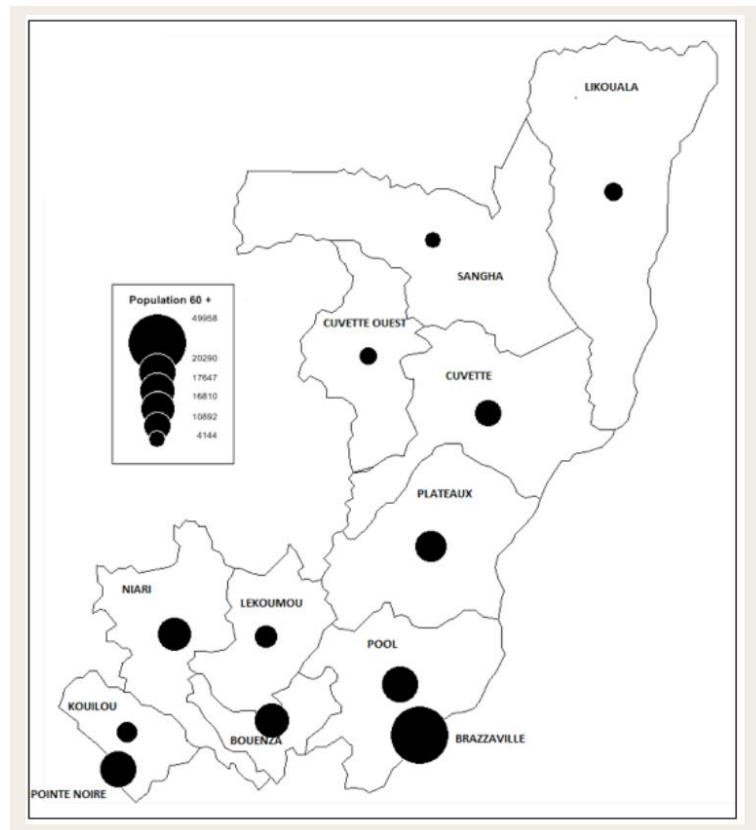 LIKOUALA
SANGHA
Population 60 +
49958
20290
17647
16810
10892
4144
CUVETTE OUEST
CUVETTE
PLATEAUX
NIARI
LEKOUMOU
POOL
KOUILOU
BOUENZA
BRAZZAVILLE
POINTE NOIRE